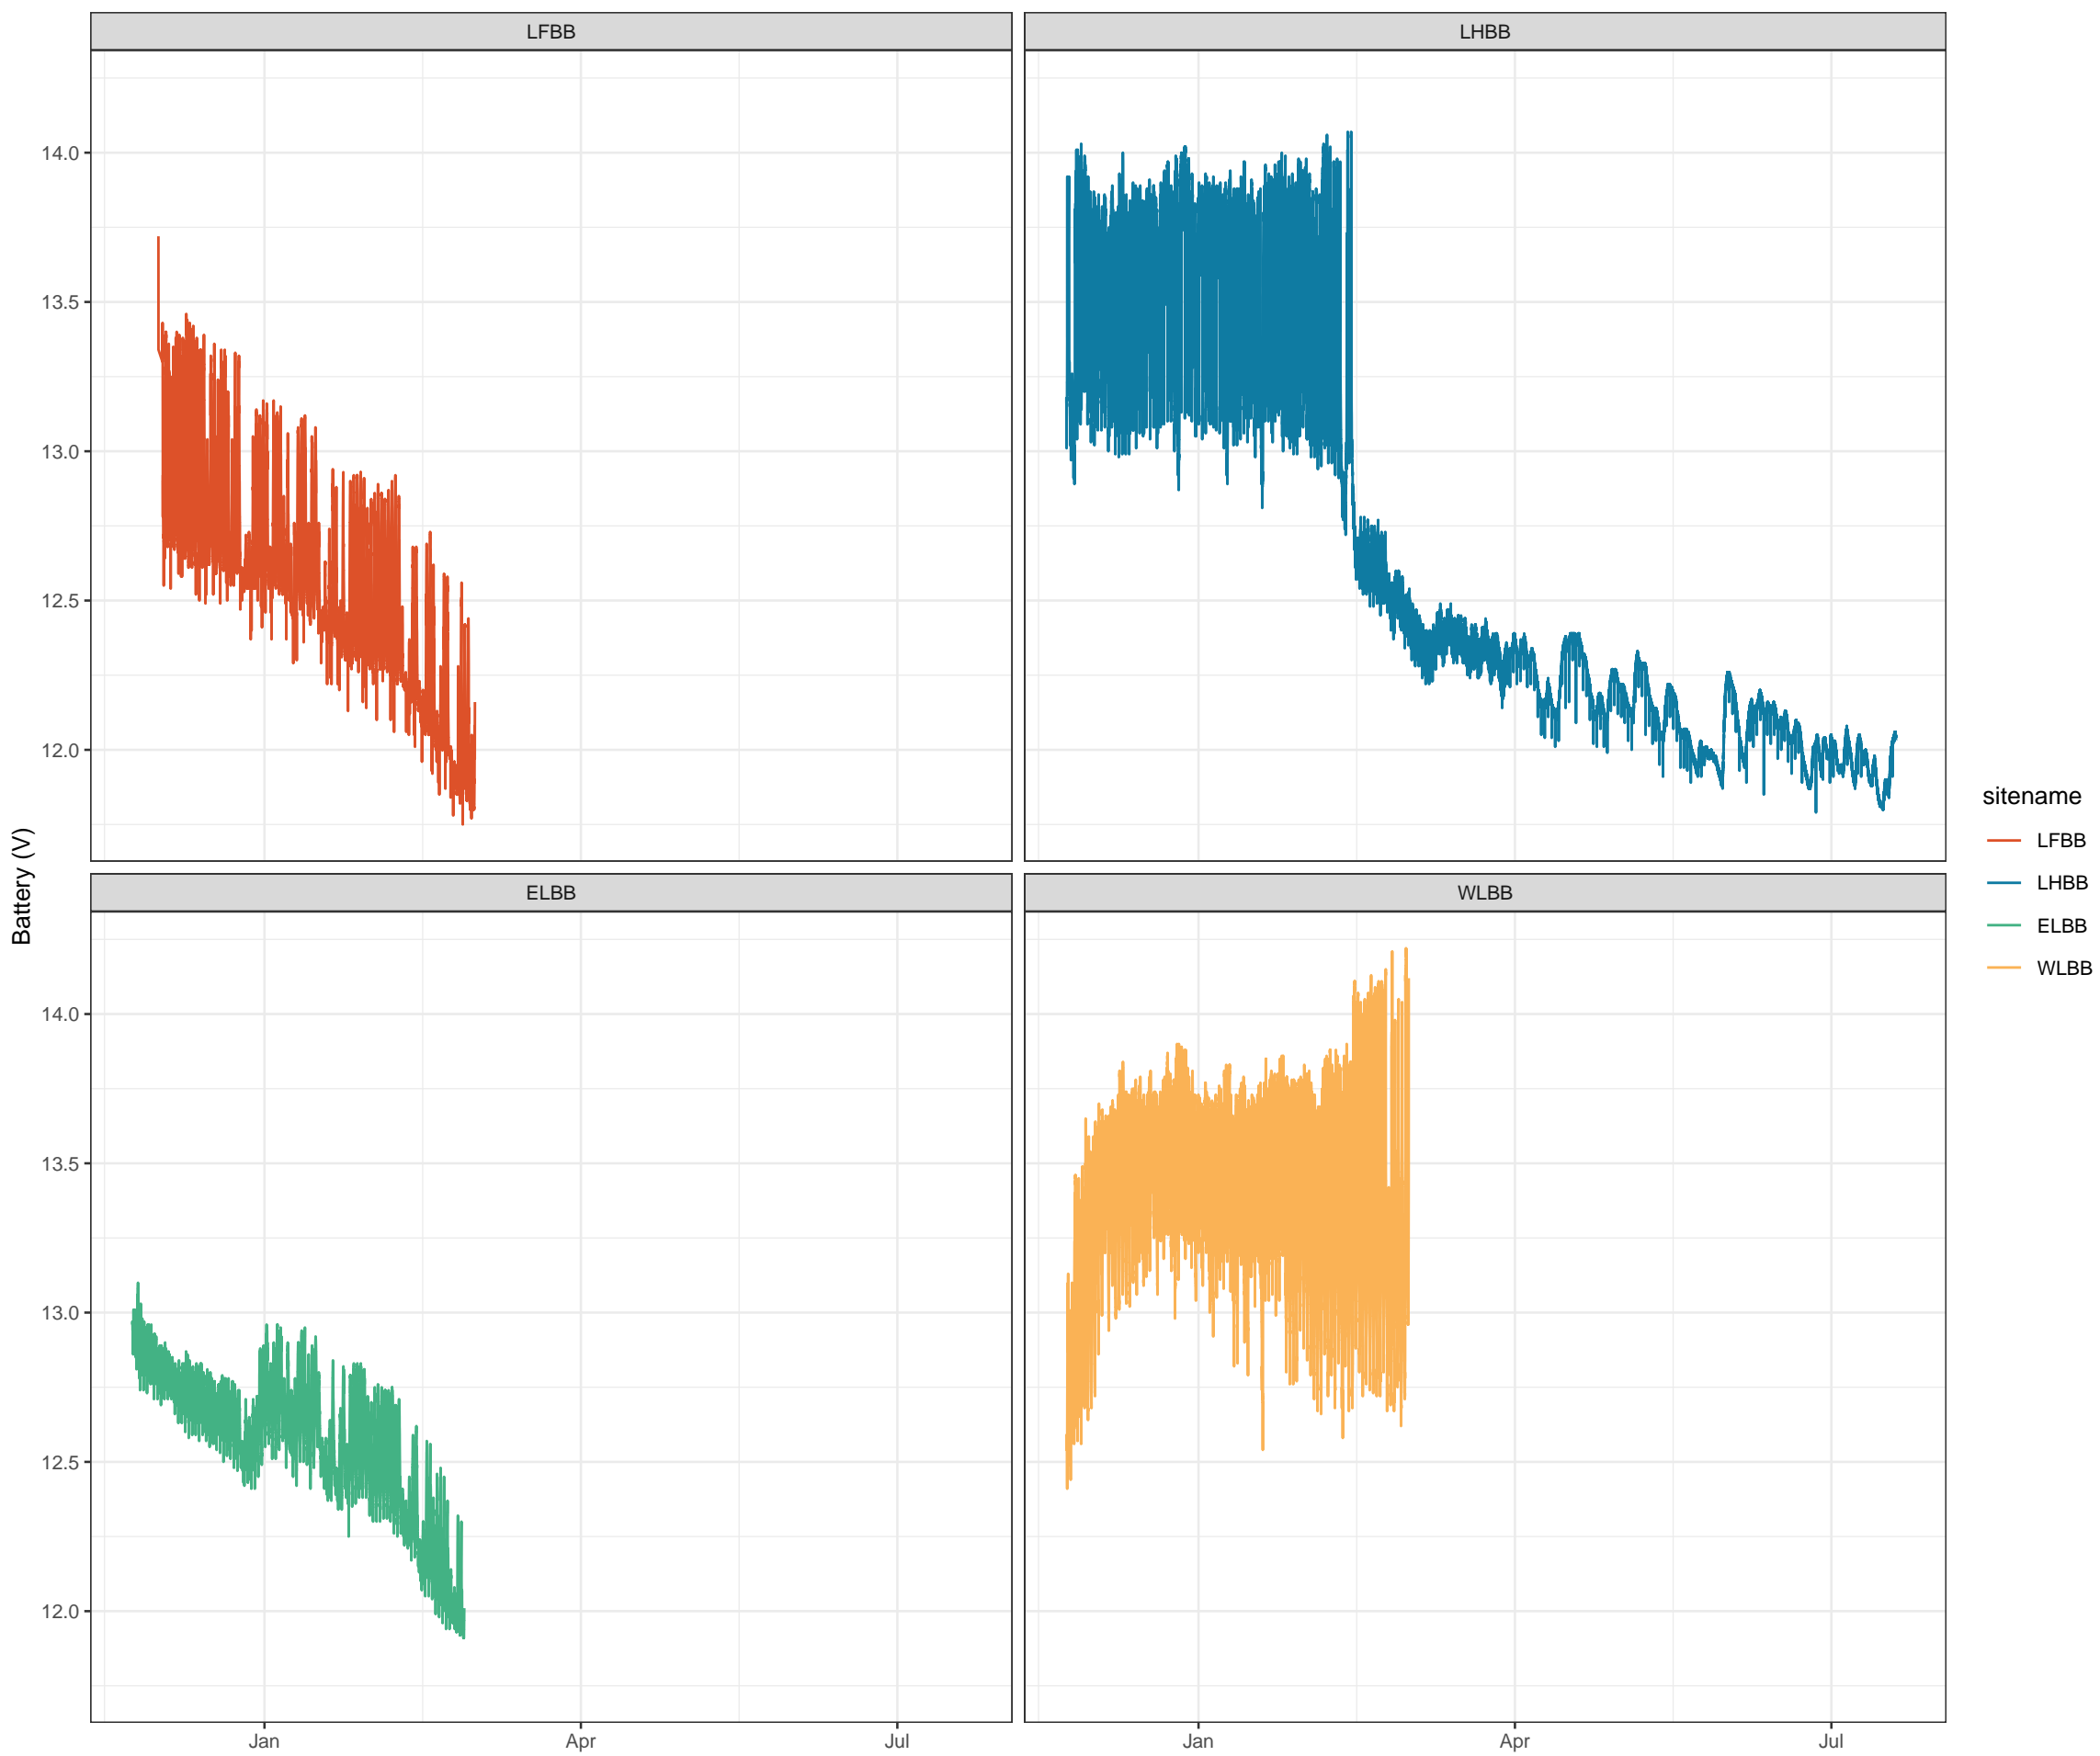 LFBB
LHBB
14.0
13.5
13.0
12.5
12.0
ELBB
WLBB
14.0
13.5
13.0
12.5
12.0
Jan
Apr
Jul
Jan
Apr
Jul
Battery (V)
sitename
LFBB
LHBB
ELBB
WLBB